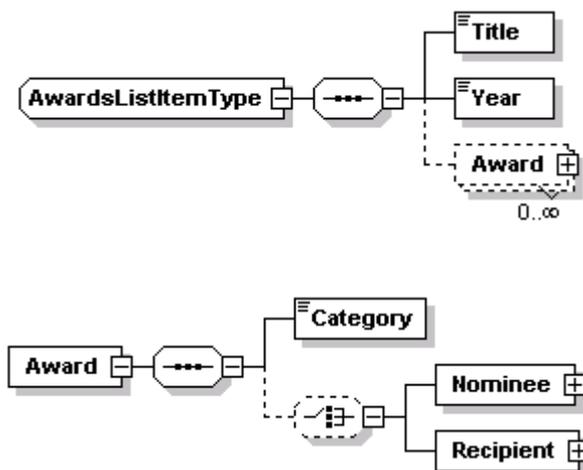 Title
AwardsListItemType
Year
Award
0..∞
Category
Award
Nominee
Recipient